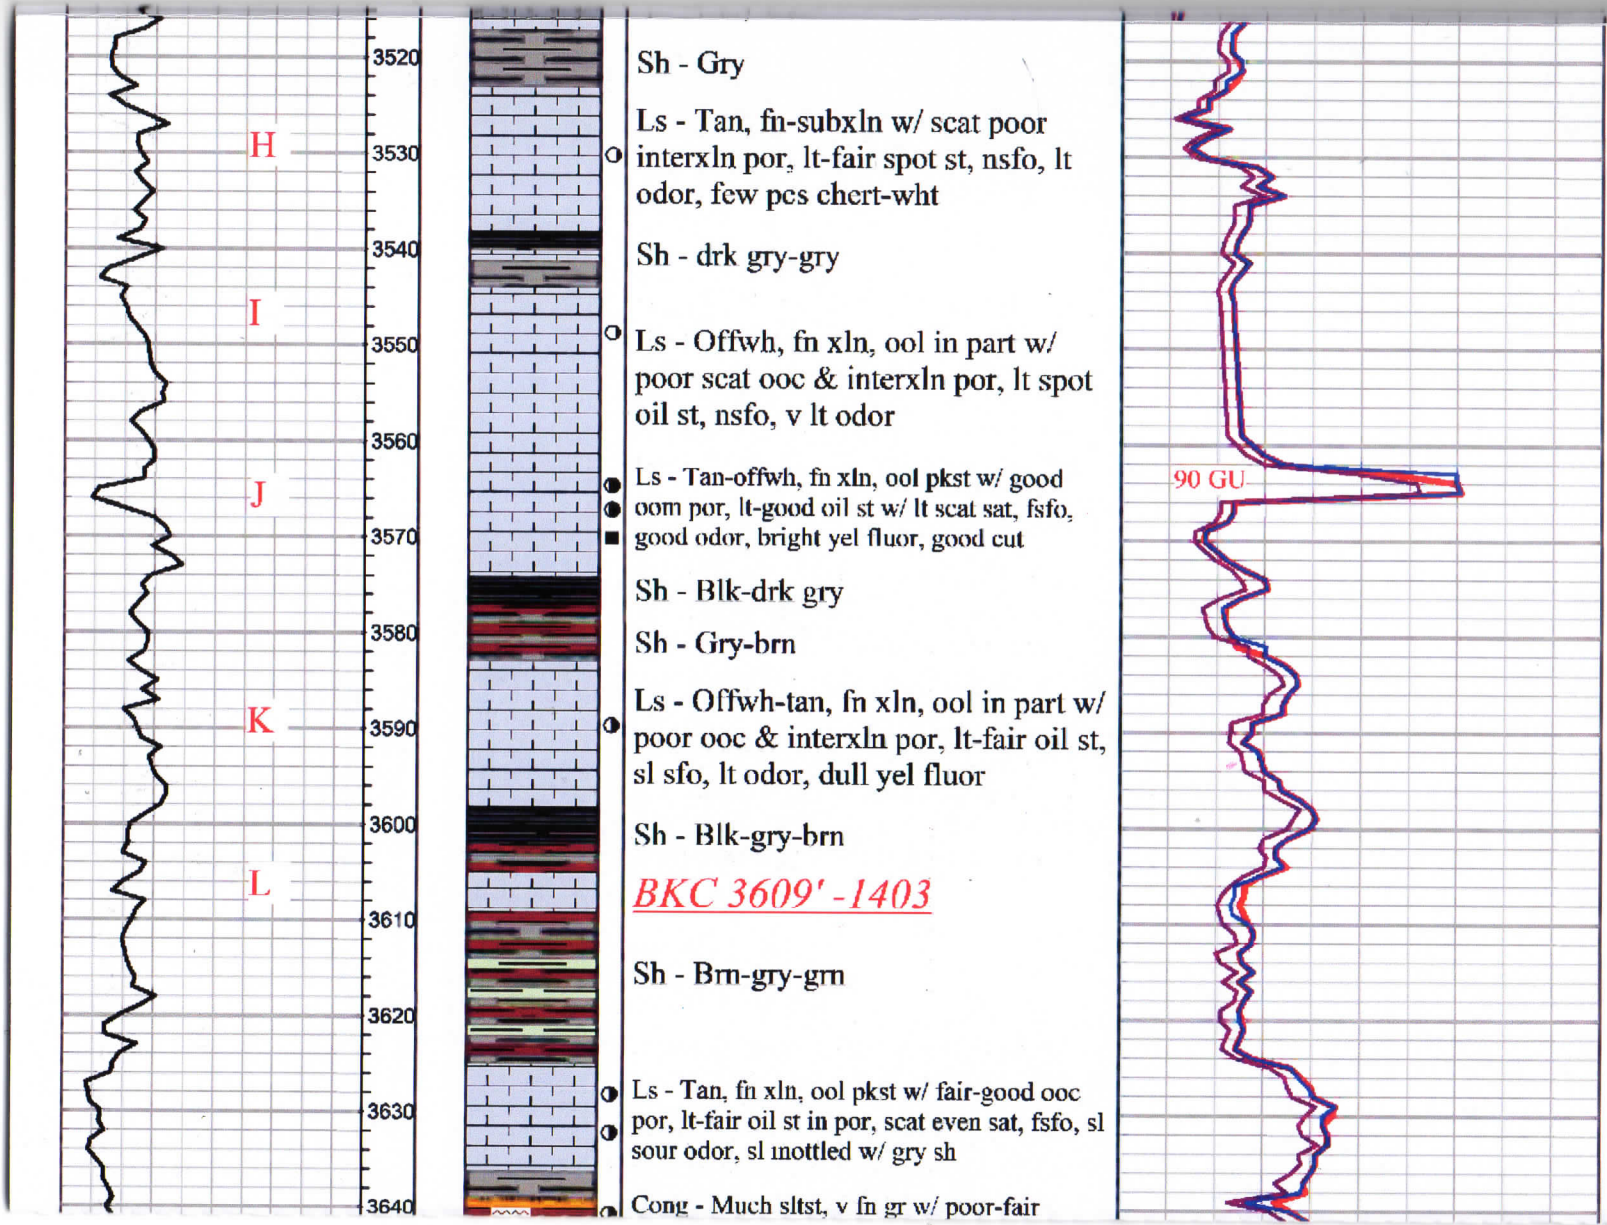 3520
Sh - Gry
Ls - Tan, fn-subxln w/ scat poor
H
3530
interxln por, lt-fair spot st, nsfo, lt
odor, few pcs chert-wht
3540
Sh - drk gry-gry
I
3550
Ls - Offwh, fn xln, ool in part w/
poor scat ooc & interxln por, lt spot
oil st, nsfo, v lt odor
3560
J
Ls - Tan-offwh, fn xln, ool pkst w/ good
90 GU
oom por, lt-good oil st w/ lt scat sat, fsfo,
3570
good odor, bright yel fluor, good cut
Sh - Blk-drk gry
3580
Sh - Gry-brn
K
3590
Ls - Offwh-tan, fn xln, ool in part w/
poor ooc & interxln por, lt-fair oil st,
sl sfo, lt odor, dull yel fluor
3600
Sh - Blk-gry-brn
L
BKC 3609' -1403
3610
Sh - Brn-gry-grn
3620
Ls - Tan, fn xln, ool pkst w/ fair-good ooc
3630
por, lt-fair oil st in por, scat even sat, fsfo, sl
sour odor, sl mottled w/ gry sh
3640
Cong - Much sltst, v fn gr w/ poor-fair